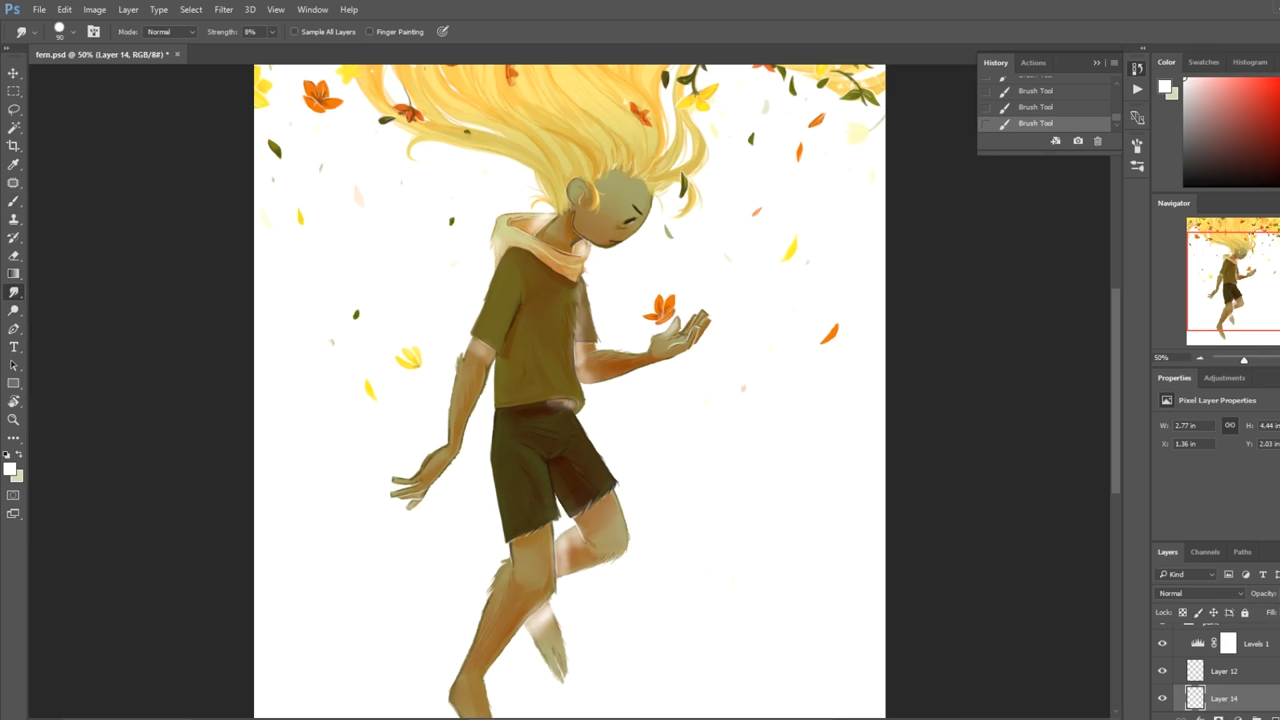 Ps File Edit Image Layer Type Select Filter 3D View Window Help
90 Mode: Normal Strength: 8% Sample All Layers Finger Painting
fern.psd @ 50% (Layer 14, RGB/8#) * ×
History Actions
Brush Tool
Brush Tool
Brush Tool
Color Swatches Histogram
Navigator
50%
Properties Adjustments
Pixel Layer Properties
W: 2.77 in H: 4.44 in
X: 1.36 in Y: 2.03 in
Layers Channels Paths
Kind
Normal Opacity:
Lock: Fill:
Levels 1
Layer 12
Layer 14